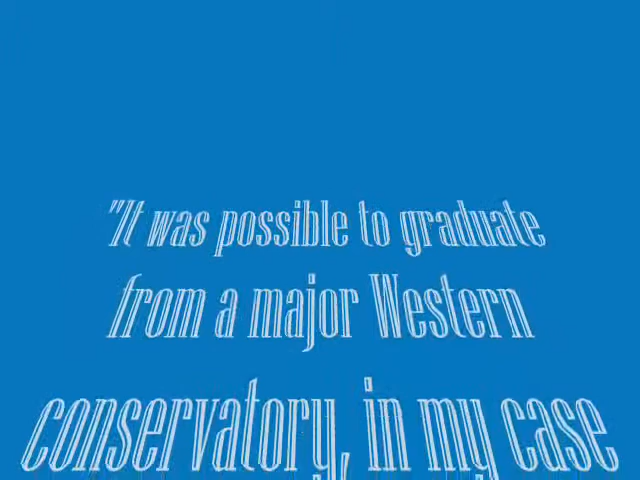 "It was possible to graduate
from a major Western
conservatory, in my case